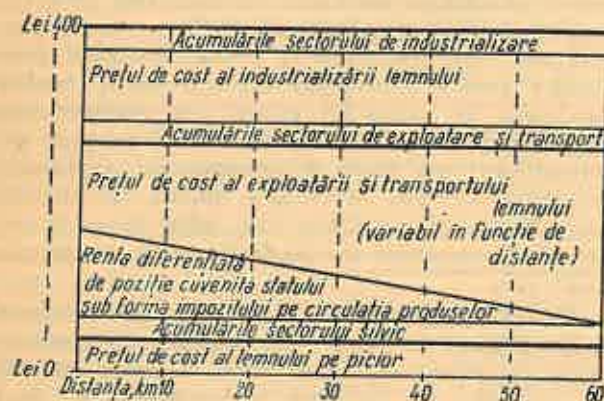 Lei 400
Acumulările sectorului de industrializare
Prețul de cost al industrializării lemnului
Acumulările sectorului de exploatare și transport
Prețul de cost al exploatării și transportului
lemnului
(variabil în funcție de
distanțe)
Renta diferențiată
de poziție cuvenită statului
sub forma impozitului pe circulația produselor
Acumulările sectorului silvic
Prețul de cost al lemnului pe picior
Lei 0
Distanța, km 10 20 30 40 50 60